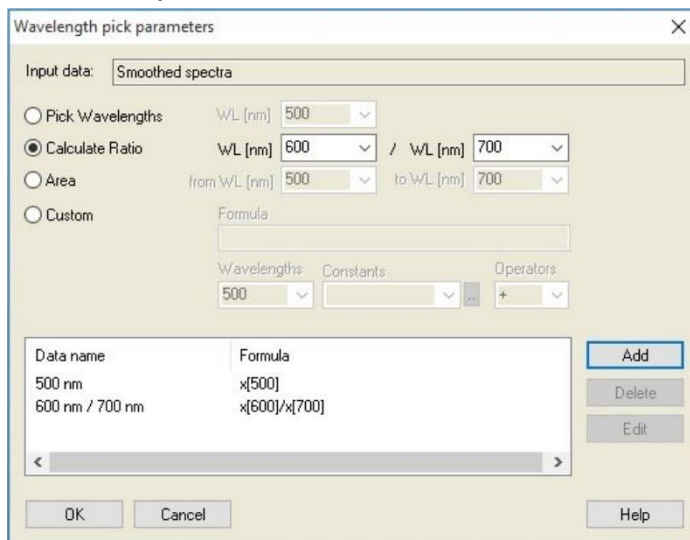 Wavelength pick parameters
Input data: Smoothed spectra
Pick Wavelengths WL [nm] 500
Calculate Ratio WL [nm] 600 / WL [nm] 700
Area from WL [nm] 500 to WL [nm] 700
Custom Formula
Wavelengths Constants Operators
500 .. +
Data name Formula Add
500 nm x[500] Delete
600 nm / 700 nm x[600]/x[700]
Edit
OK Cancel Help